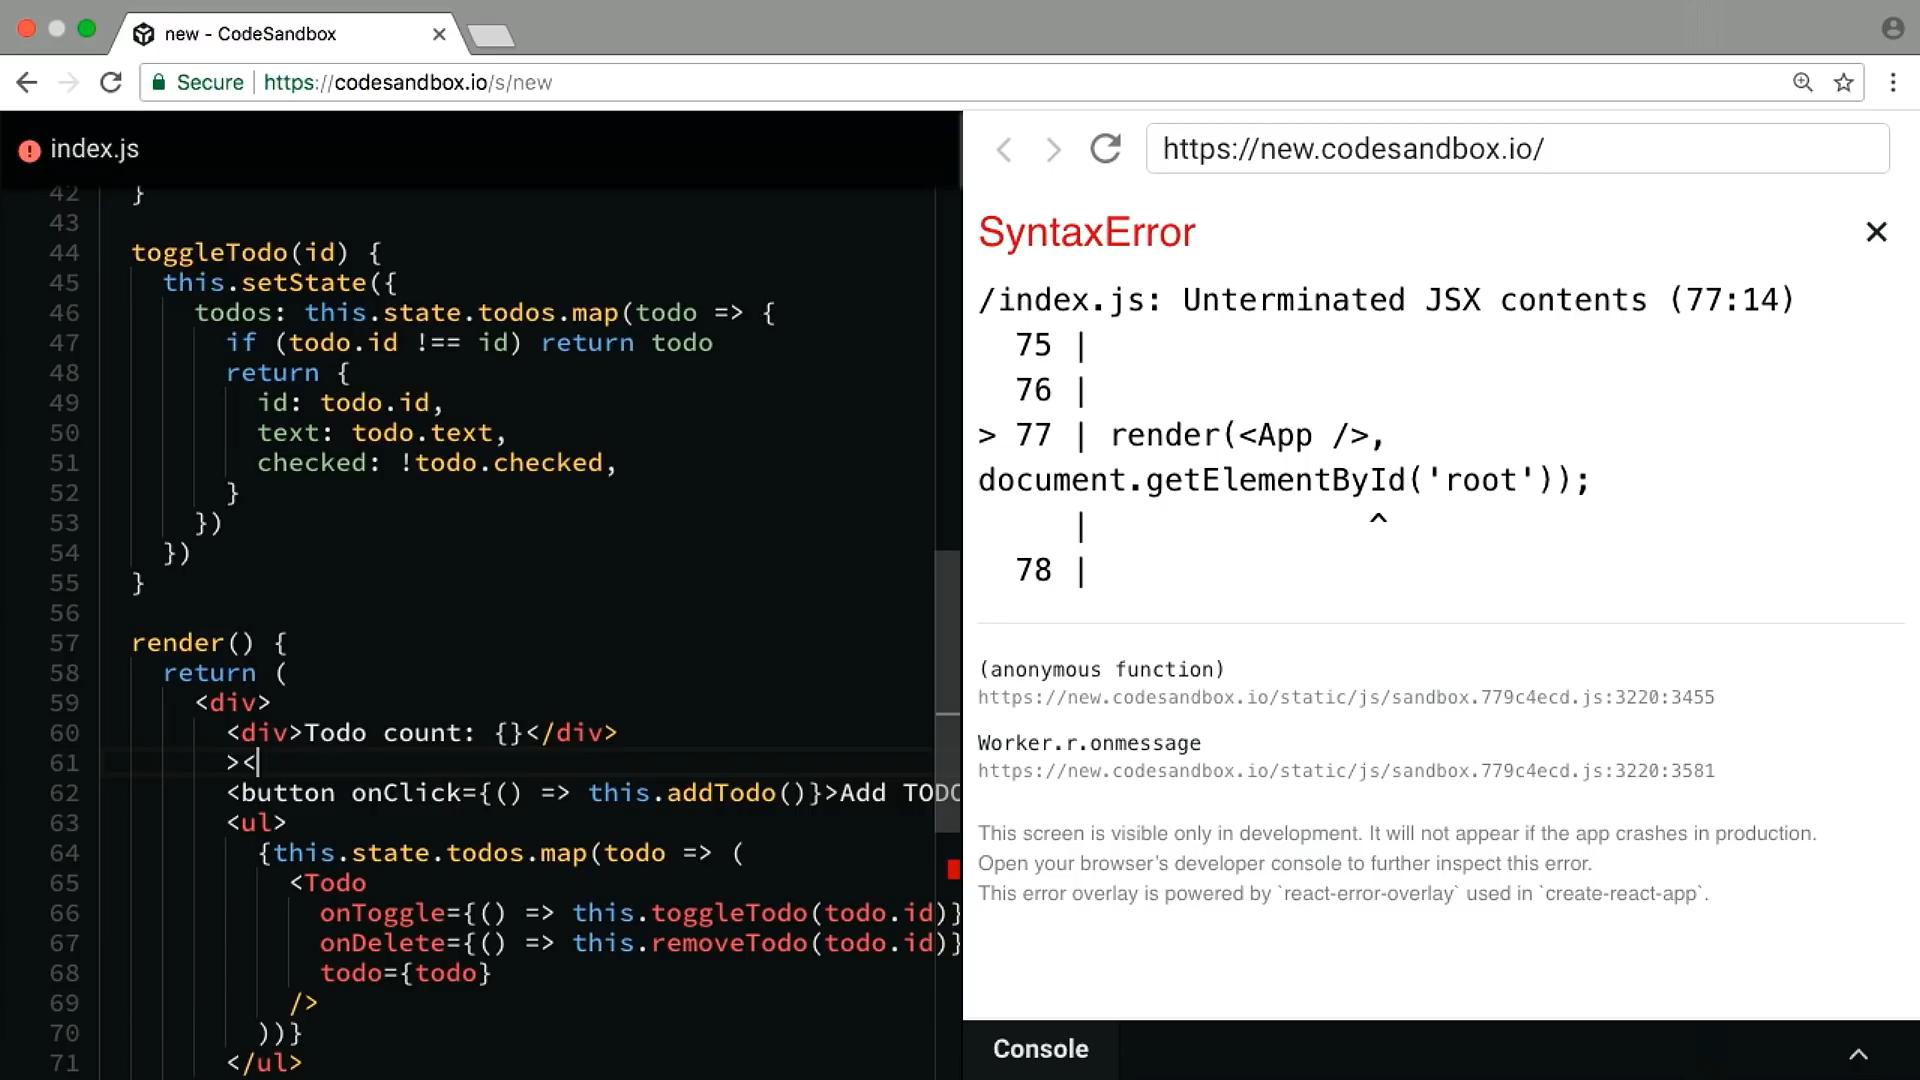 new - CodeSandbox
Secure https://codesandbox.io/s/new
index.js
42 }
43
44 toggleTodo(id) {
45 this.setState({
46 todos: this.state.todos.map(todo => {
47 if (todo.id !== id) return todo
48 return {
49 id: todo.id,
50 text: todo.text,
51 checked: !todo.checked,
52 }
53 })
54 })
55 }
56
57 render() {
58 return (
59 <div>
60 <div>Todo count: {}</div>
61 ><
62 <button onClick={() => this.addTodo()}>Add TODO
63 <ul>
64 {this.state.todos.map(todo => (
65 <Todo
66 onToggle={() => this.toggleTodo(todo.id)}
67 onDelete={() => this.removeTodo(todo.id)}
68 todo={todo}
69 />
70 ))}
71 </ul>
https://new.codesandbox.io/
SyntaxError
/index.js: Unterminated JSX contents (77:14)
75 |
76 |
> 77 | render(<App />,
document.getElementById('root'));
| ^
78 |
(anonymous function)
https://new.codesandbox.io/static/js/sandbox.779c4ecd.js:3220:3455
Worker.r.onmessage
https://new.codesandbox.io/static/js/sandbox.779c4ecd.js:3220:3581
This screen is visible only in development. It will not appear if the app crashes in production.
Open your browser’s developer console to further inspect this error.
This error overlay is powered by `react-error-overlay` used in `create-react-app`.
Console